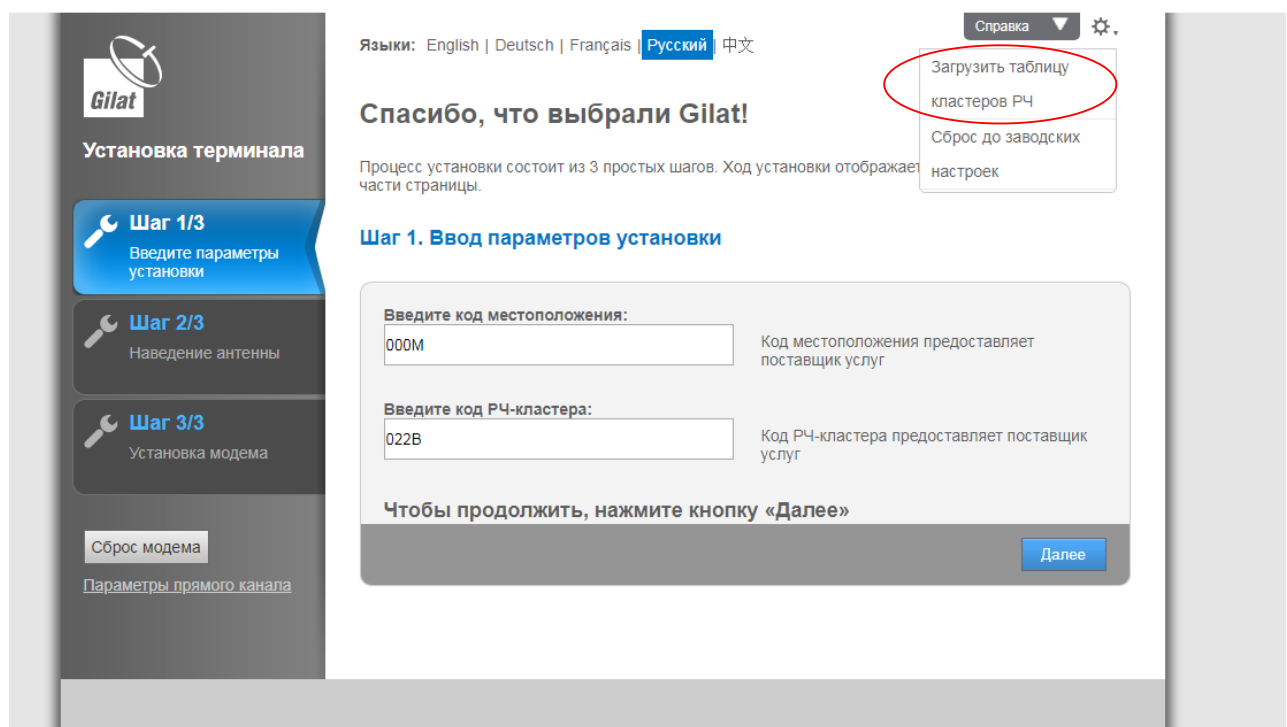 Gilat
Установка терминала
Шаг 1/3
Введите параметры
установки
Шаг 2/3
Наведение антенны
Шаг 3/3
Установка модема
Сброс модема
Параметры прямого канала
Языки: English | Deutsch | Français | Русский | 中文
Справка
Загрузить таблицу
кластеров РЧ
Сброс до заводских
настроек
Спасибо, что выбрали Gilat!
Процесс установки состоит из 3 простых шагов. Ход установки отображает
части страницы.
Шаг 1. Ввод параметров установки
Введите код местоположения:
000M
Код местоположения предоставляет
поставщик услуг
Введите код РЧ-кластера:
022B
Код РЧ-кластера предоставляет поставщик
услуг
Чтобы продолжить, нажмите кнопку «Далее»
Далее